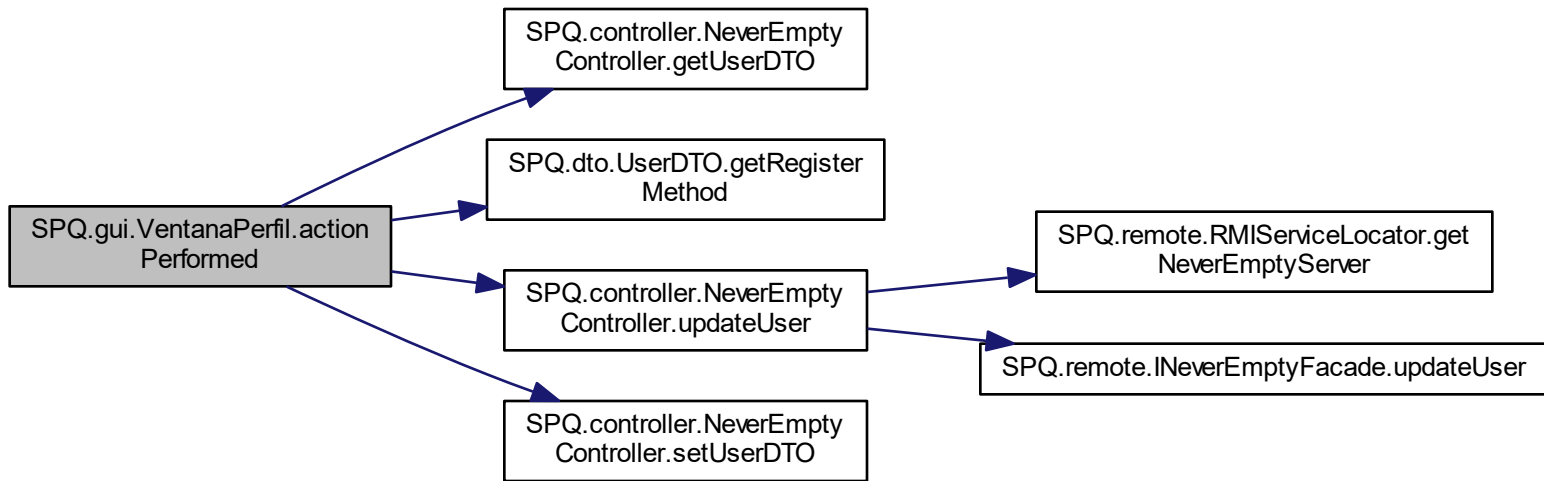 SPQ.controller.NeverEmpty
Controller.getUserDTO
SPQ.dto.UserDTO.getRegister
Method
SPQ.gui.VentanaPerfil.action
Performed
SPQ.controller.NeverEmpty
Controller.updateUser
SPQ.remote.RMIServiceLocator.get
NeverEmptyServer
SPQ.remote.INeverEmptyFacade.updateUser
SPQ.controller.NeverEmpty
Controller.setUserDTO